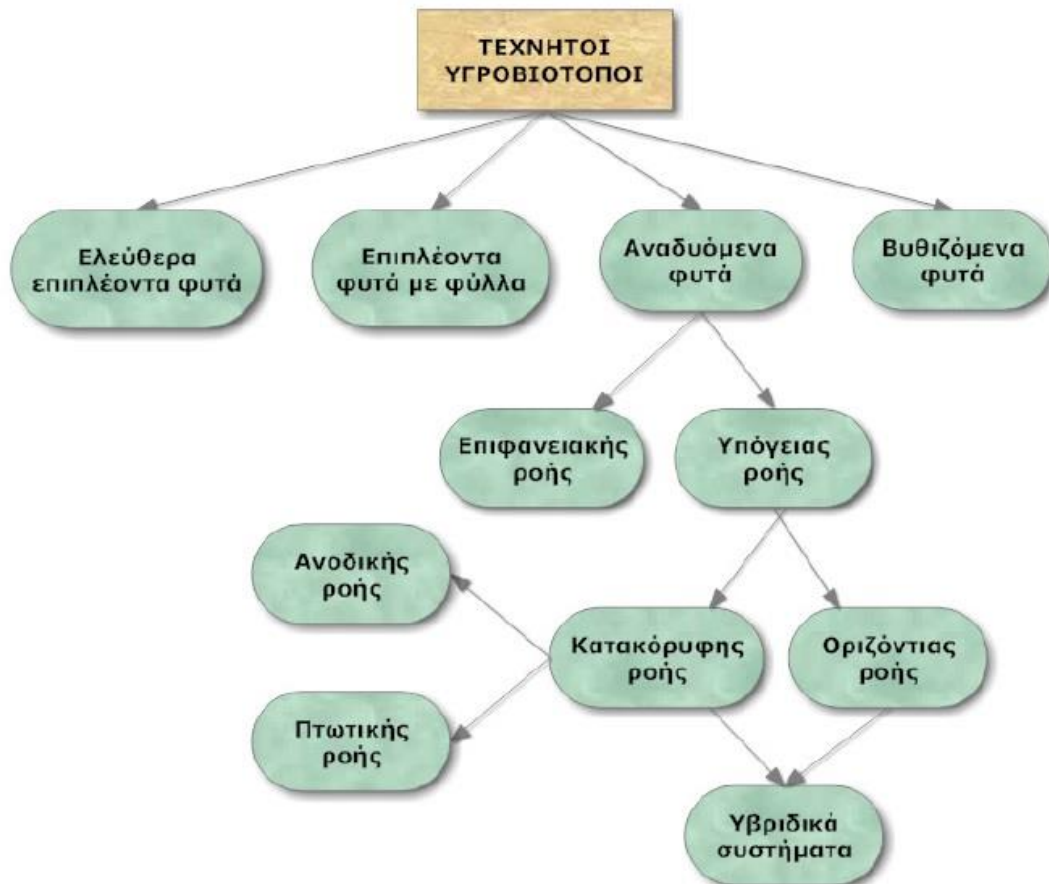 ΤΕΧΝΗΤΟΙ
ΥΓΡΟΒΙΟΤΟΠΟΙ
Ελεύθερα
επιπλέοντα φυτά
Επιπλέοντα
φυτά με φύλλα
Αναδυόμενα
φυτά
Βυθιζόμενα
φυτά
Επιφανειακής
ροής
Υπόγειας
ροής
Ανοδικής
ροής
Κατακόρυφης
ροής
Οριζόντιας
ροής
Πτωτικής
ροής
Υβριδικά
συστήματα